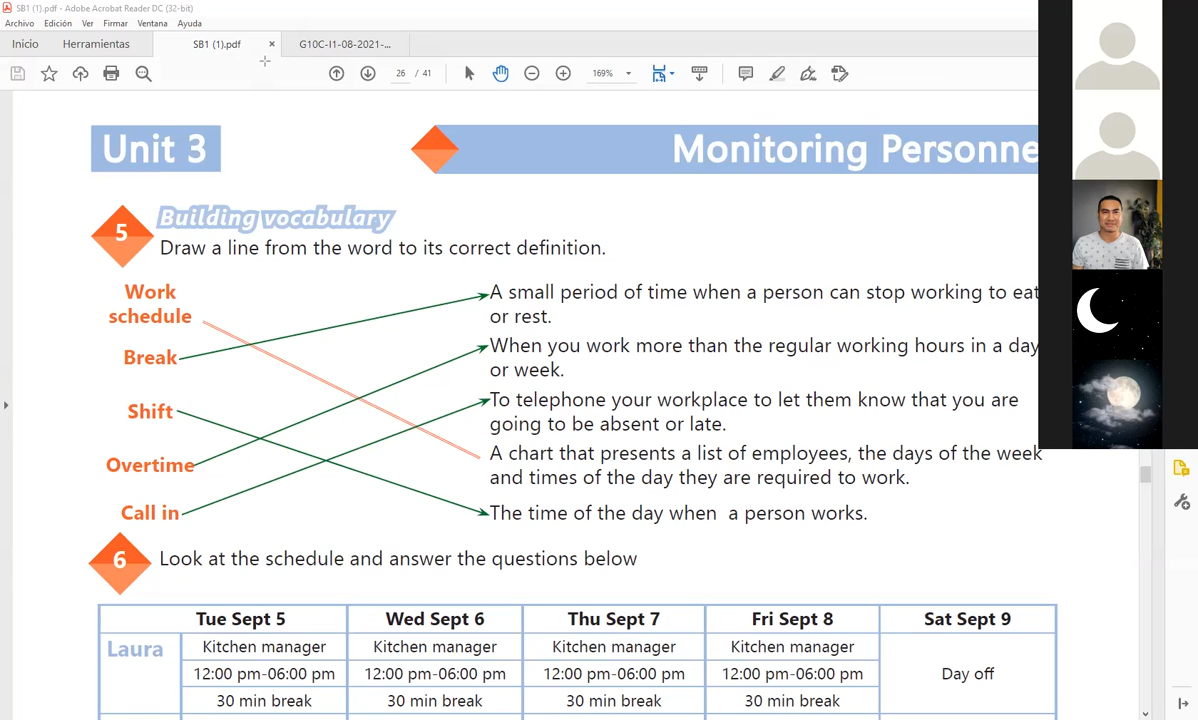 SB1 (1).pdf - Adobe Acrobat Reader DC (32-bit)
Archivo Edición Ver Firmar Ventana Ayuda
Inicio Herramientas SB1 (1).pdf × G10C-I1-08-2021-...
26 / 41 169%
Unit 3
Monitoring Personne
5 Building vocabulary
Draw a line from the word to its correct definition.
Work
schedule
Break
Shift
Overtime
Call in
A small period of time when a person can stop working to eat
or rest.
When you work more than the regular working hours in a day
or week.
To telephone your workplace to let them know that you are
going to be absent or late.
A chart that presents a list of employees, the days of the week
and times of the day they are required to work.
The time of the day when a person works.
6 Look at the schedule and answer the questions below
Tue Sept 5 Wed Sept 6 Thu Sept 7 Fri Sept 8 Sat Sept 9
Laura Kitchen manager Kitchen manager Kitchen manager Kitchen manager
12:00 pm-06:00 pm 12:00 pm-06:00 pm 12:00 pm-06:00 pm 12:00 pm-06:00 pm Day off
30 min break 30 min break 30 min break 30 min break